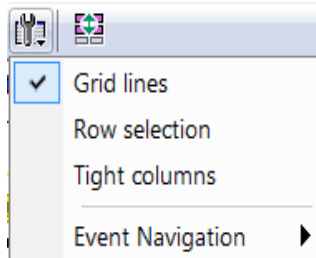 Grid lines
Row selection
Tight columns
Event Navigation